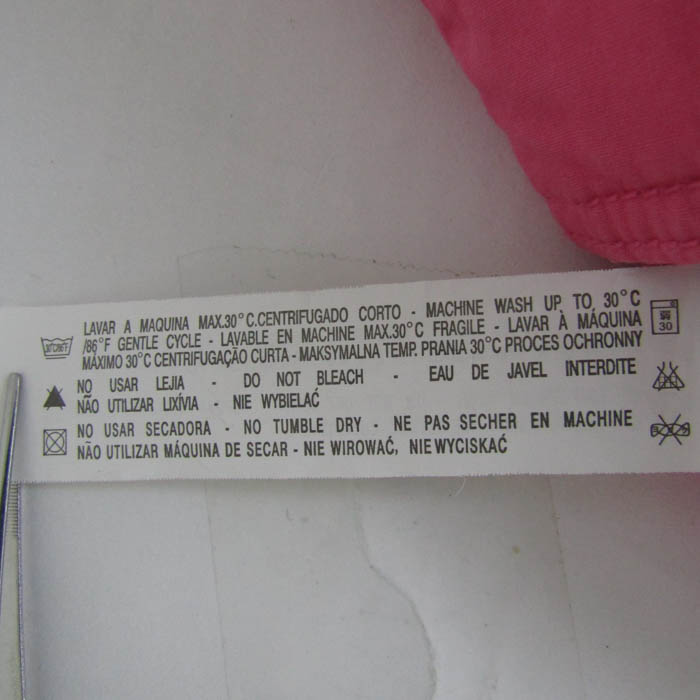 LAVAR A MAQUINA MAX.30°C.CENTRIFUGADO CORTO - MACHINE WASH UP TO 30°C
/86°F GENTLE CYCLE - LAVABLE EN MACHINE MAX.30°C FRAGILE - LAVAR À MÁQUINA
MÁXIMO 30°C CENTRIFUGAÇÃO CURTA - MAKSYMALNA TEMP. PRANIA 30°C PROCES OCHRONNY
30
NO USAR LEJIA - DO NOT BLEACH - EAU DE JAVEL INTERDITE
NÃO UTILIZAR LIXÍVIA - NIE WYBIELAĆ
NO USAR SECADORA - NO TUMBLE DRY - NE PAS SECHER EN MACHINE
NÃO UTILIZAR MÁQUINA DE SECAR - NIE WIROWAĆ, NIE WYCISKAĆ